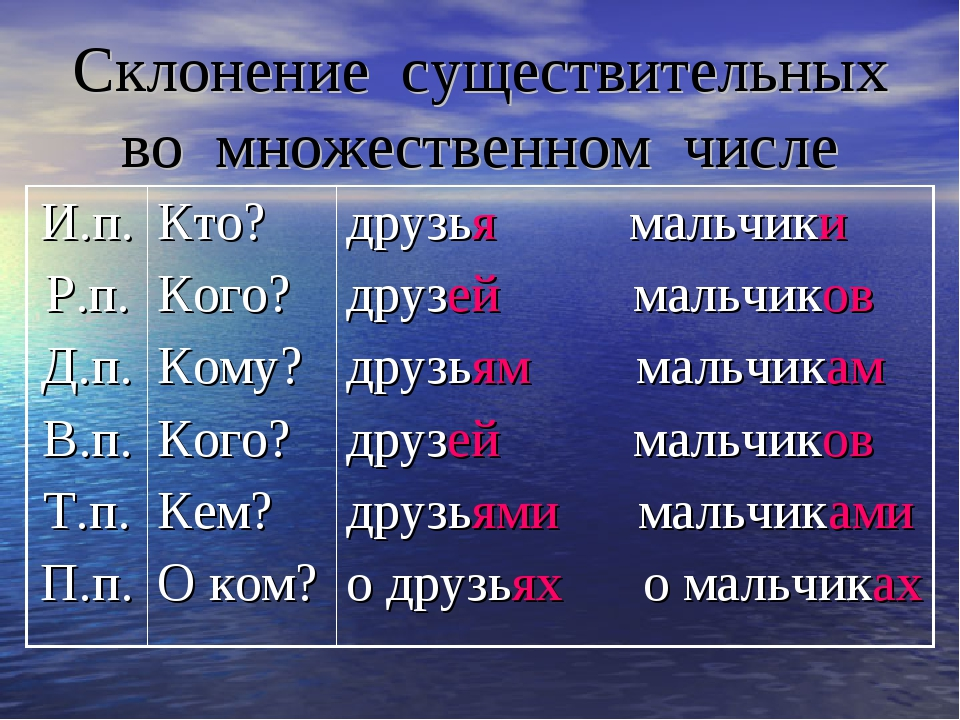 Склонение существительных
во множественном числе
И.п. Кто? друзья мальчики
Р.п. Кого? друзей мальчиков
Д.п. Кому? друзьям мальчикам
В.п. Кого? друзей мальчиков
Т.п. Кем? друзьями мальчиками
П.п. О ком? о друзьях о мальчиках